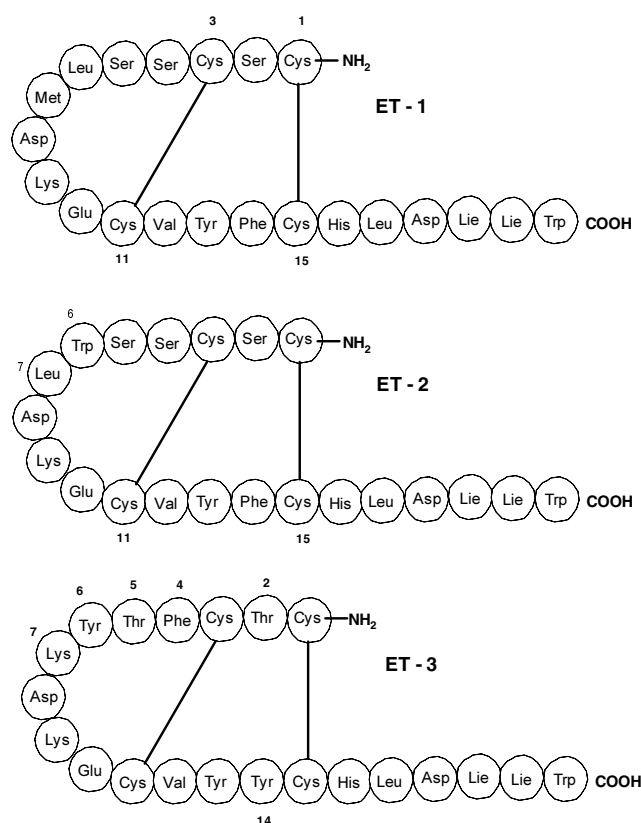 3 1
Leu Ser Ser Cys Ser Cys NH2
Met
ET - 1
Asp
Lys
Glu
Cys Val Tyr Phe Cys His Leu Asp Lie Lie Trp COOH
11 15
6
Trp Ser Ser Cys Ser Cys NH2
7 Leu
ET - 2
Asp
Lys
Glu
Cys Val Tyr Phe Cys His Leu Asp Lie Lie Trp COOH
11 15
6 5 4 2
Tyr Thr Phe Cys Thr Cys NH2
7 Lys
ET - 3
Asp
Lys
Glu
Cys Val Tyr Tyr Cys His Leu Asp Lie Lie Trp COOH
14